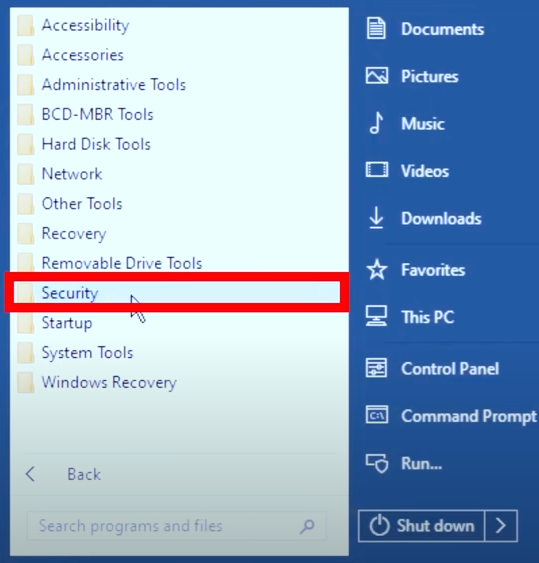 Accessibility
Accessories
Administrative Tools
BCD-MBR Tools
Hard Disk Tools
Network
Other Tools
Recovery
Removable Drive Tools
Security
Startup
System Tools
Windows Recovery
Back
Search programs and files
Documents
Pictures
Music
Videos
Downloads
Favorites
This PC
Control Panel
C:\
Command Prompt
Run...
Shut down